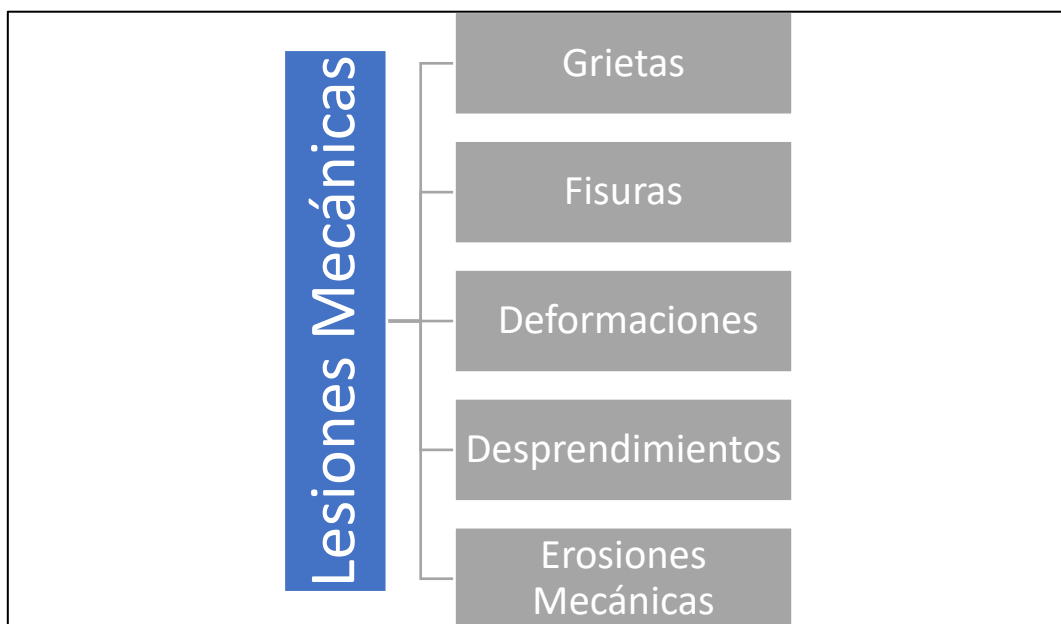 Lesiones Mecánicas
Grietas
Fisuras
Deformaciones
Desprendimientos
Erosiones
Mecánicas